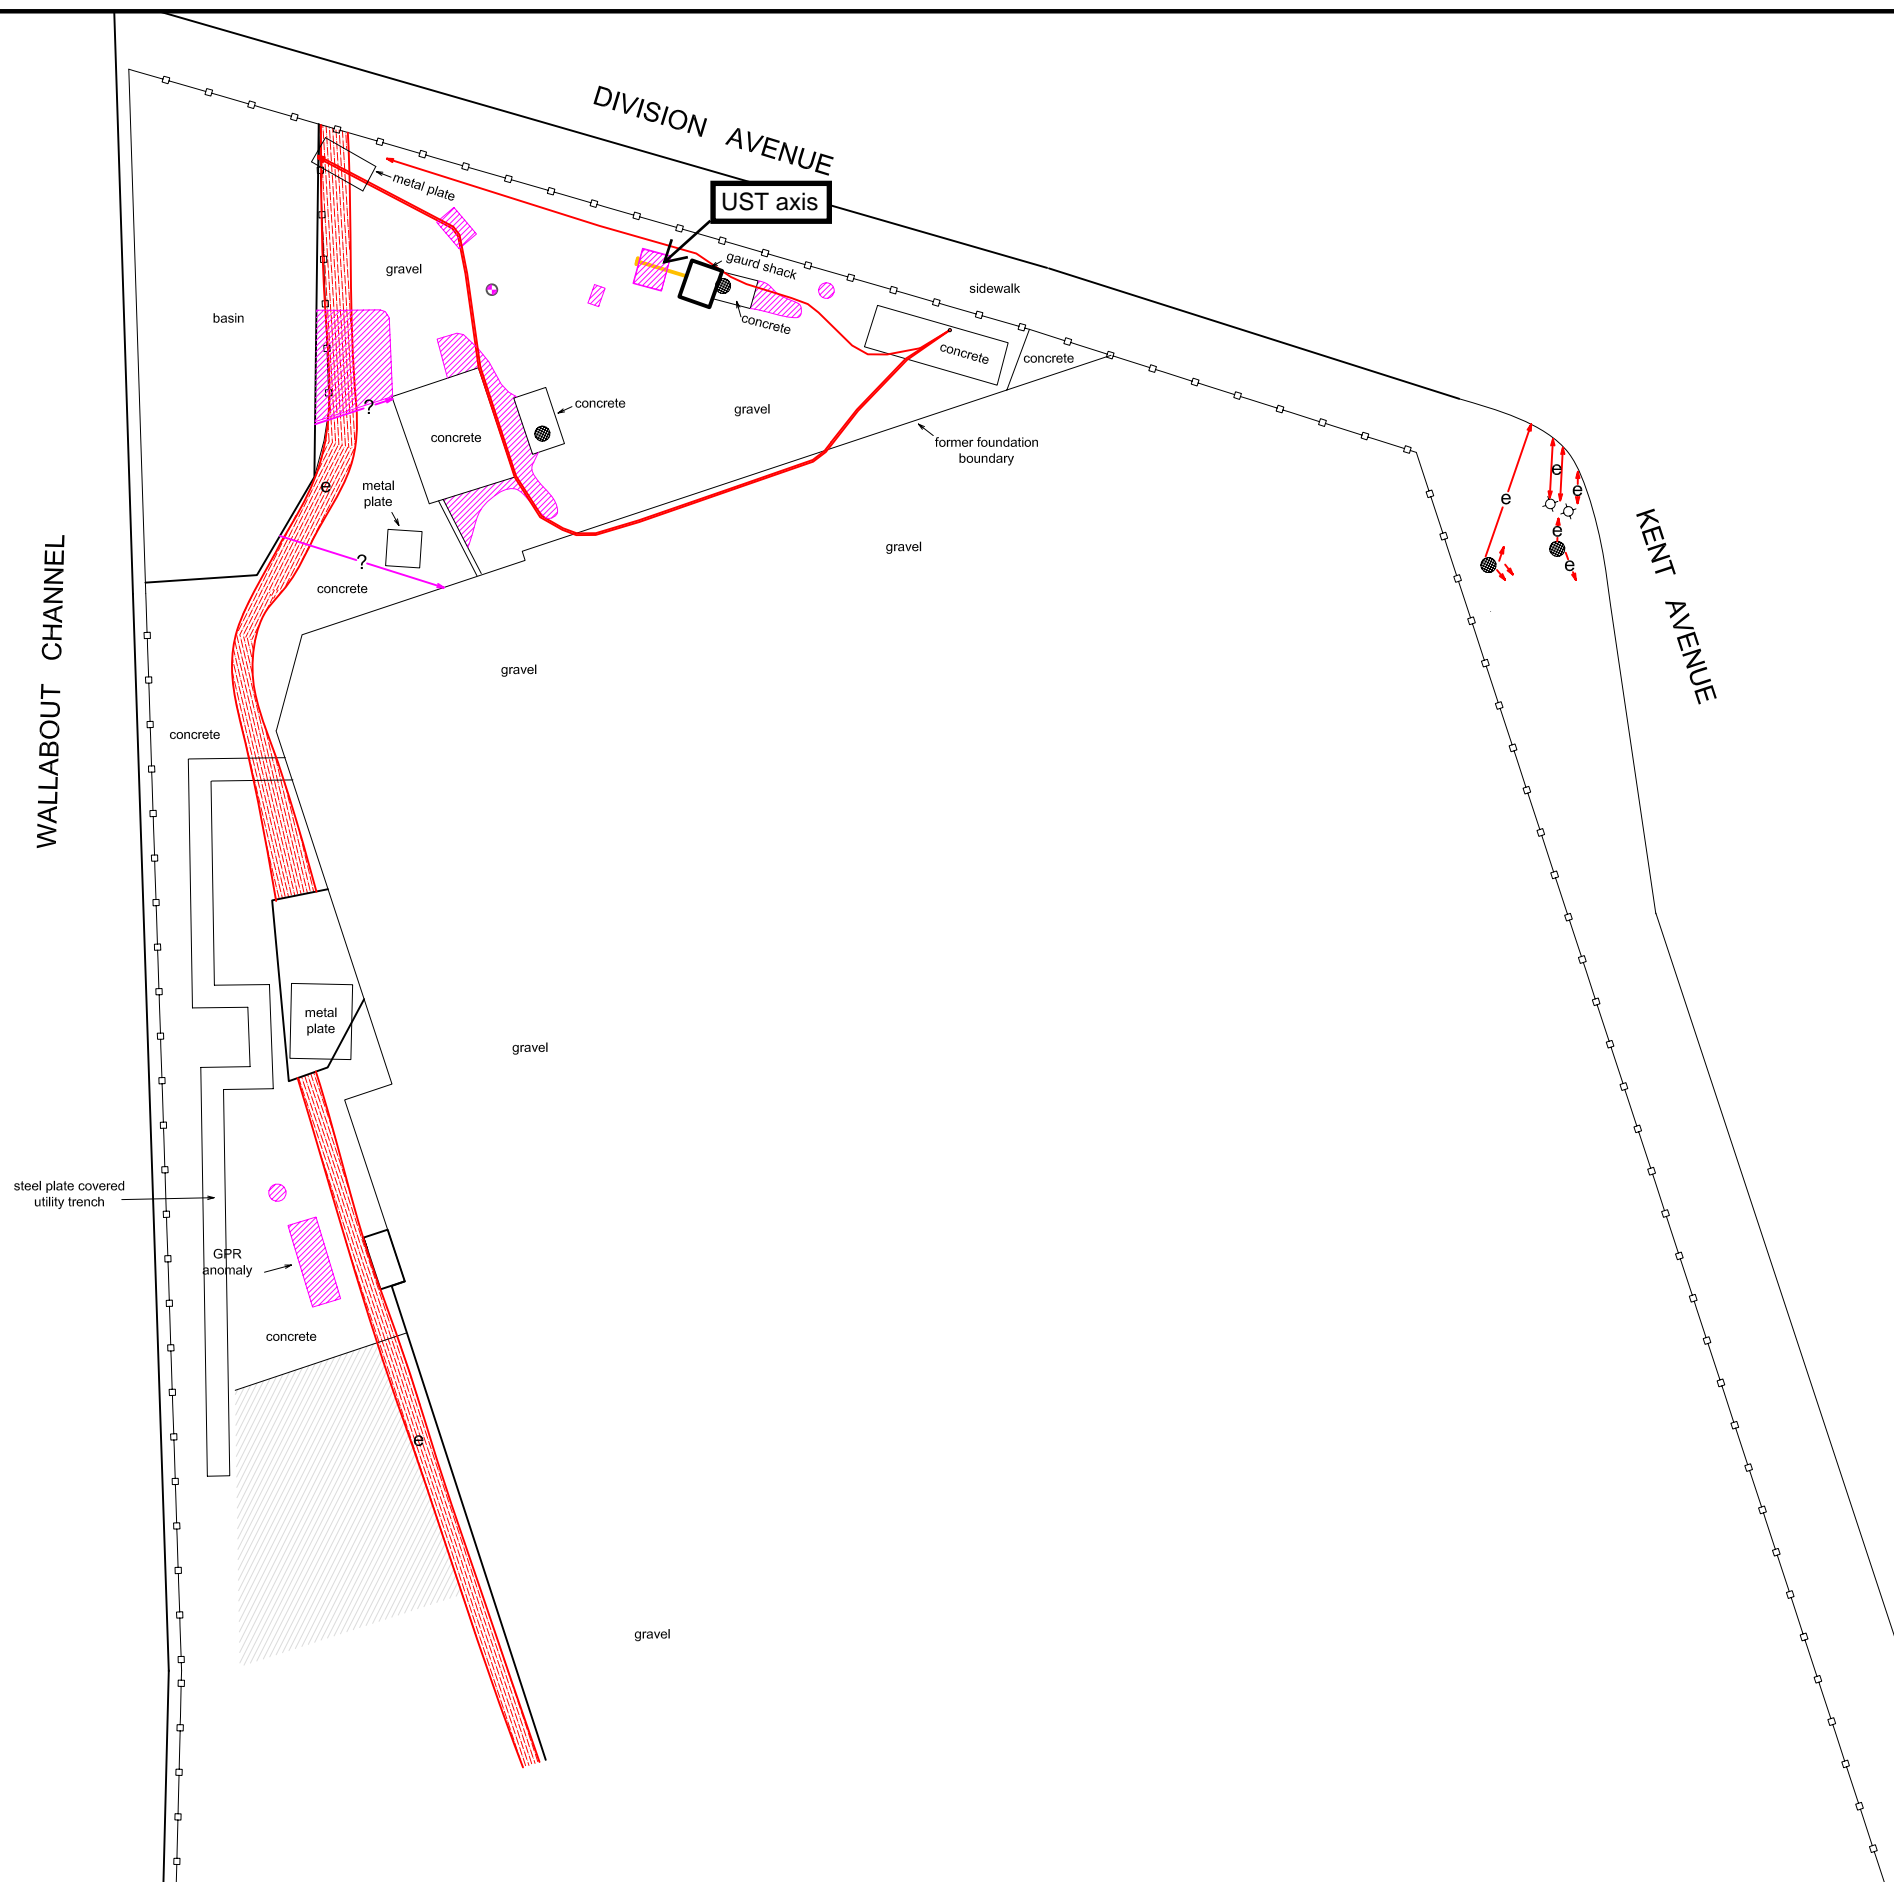 DIVISION AVENUE
UST axis
metal plate
gaurd shack
gravel
sidewalk
basin
concrete
concrete
concrete
?
concrete
gravel
concrete
former foundation
boundary
e
e
e
e
e
e
metal
plate
KENT AVENUE
WALLABOUT CHANNEL
?
concrete
gravel
gravel
concrete
metal
plate
gravel
steel plate covered
utility trench
GPR
anomaly
concrete
e
gravel